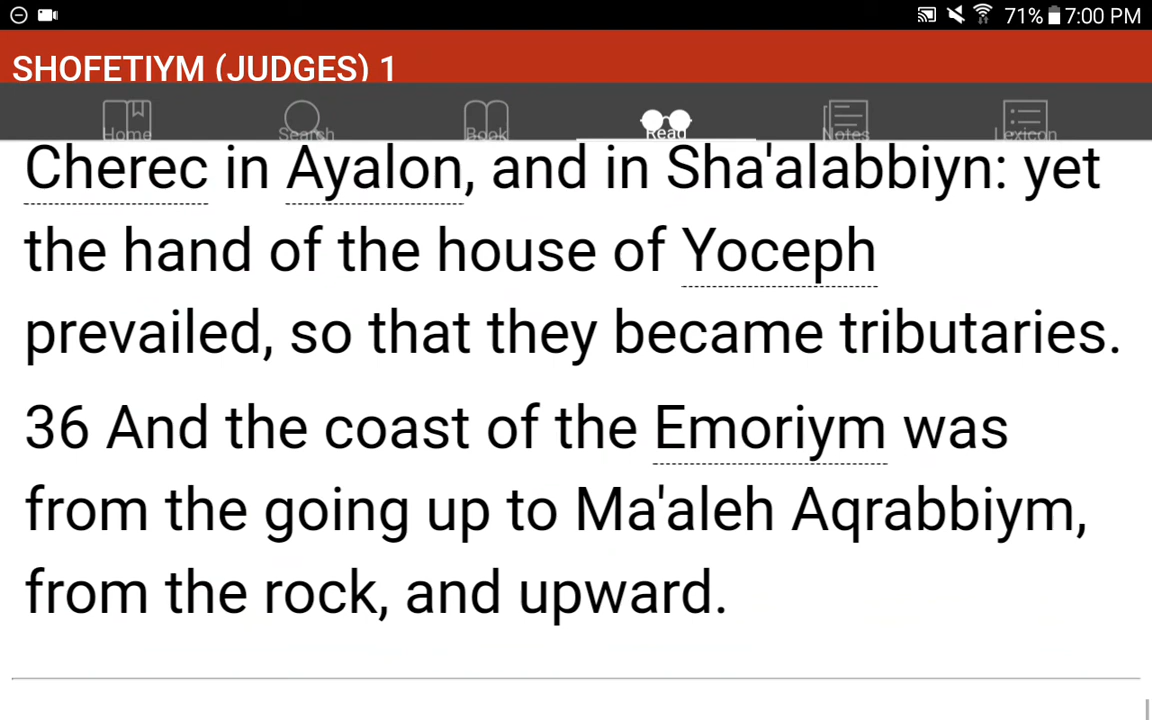 71% 7:00 PM
SHOFETIYM (JUDGES) 1
Home Search Book Read Notes Lexicon
Cherec in Ayalon, and in Sha'alabbiyn: yet
the hand of the house of Yoceph
prevailed, so that they became tributaries.
36 And the coast of the Emoriym was
from the going up to Ma'aleh Aqrabbiym,
from the rock, and upward.